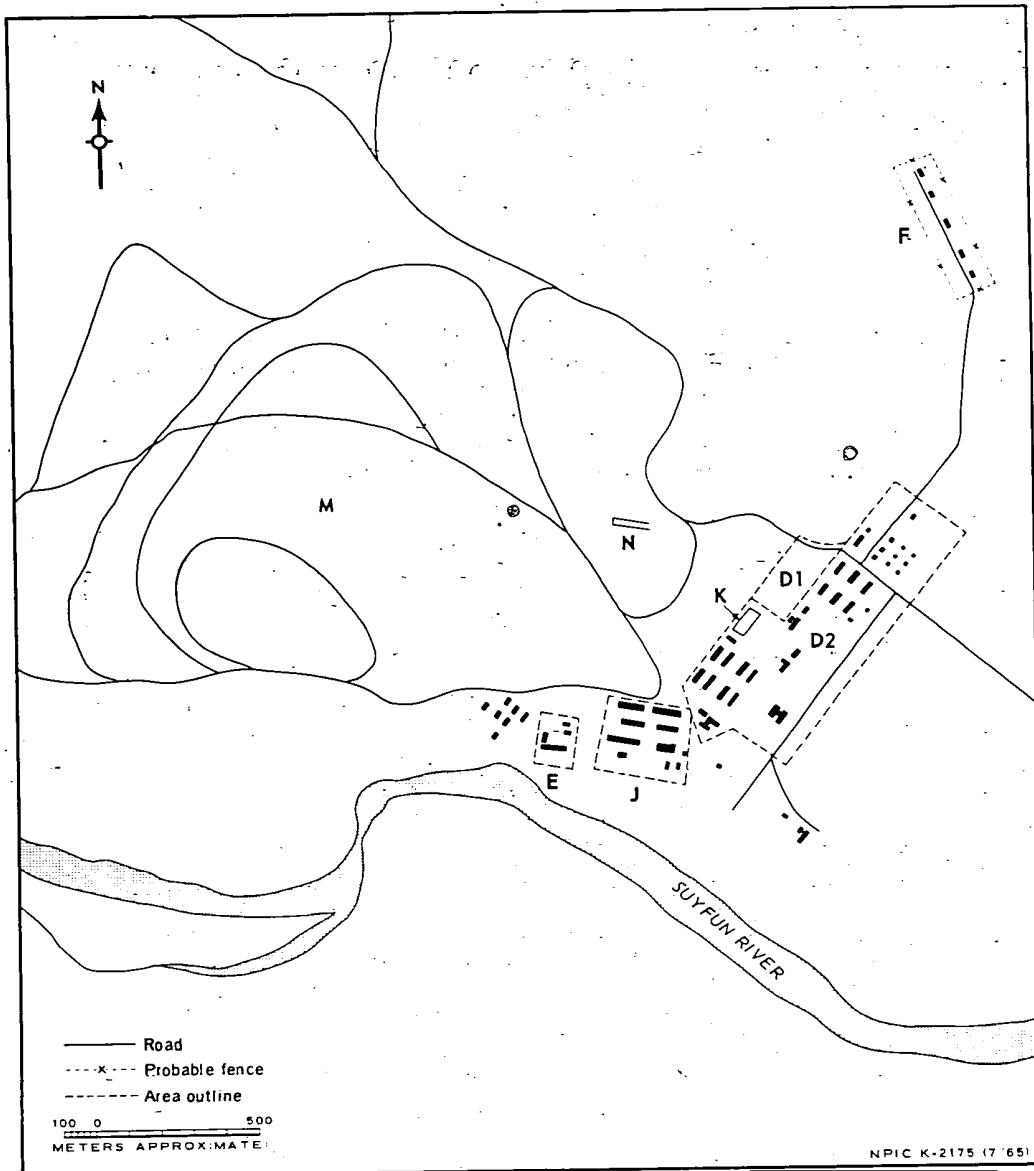 N
F
M
N
D1
K
D2
E
J
SUYFUN RIVER
Road
-x- Probable fence
Area outline
100 0 500
METERS APPROXIMATE
NPIC K-2175 (7/65)